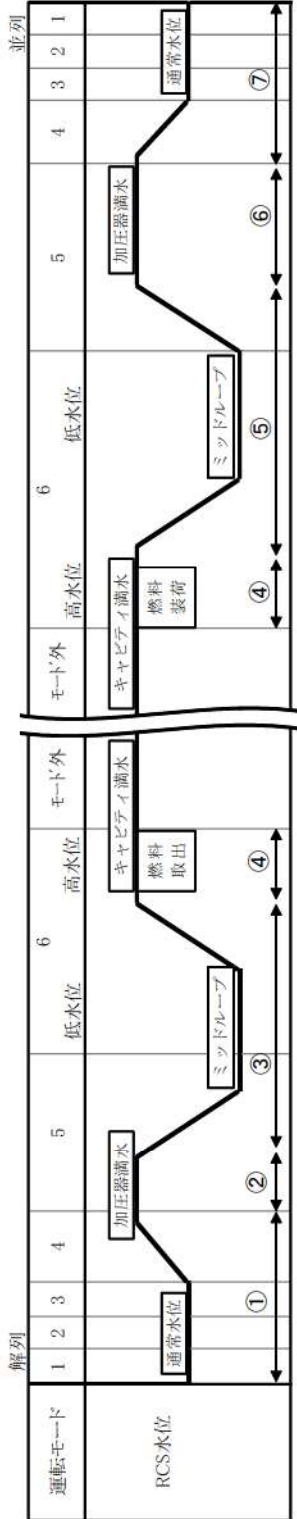 解列
並列
運転モード 1 2 3 4 5 6 モード外 モード外 6 5 4 3 2 1
低水位 高水位 高水位 低水位
RCS水位
通常水位 加圧器満水 ミッドループ キャビティ満水 キャビティ満水 ミッドループ 加圧器満水 通常水位
燃料
取出
燃料
装荷
① ② ③ ④ ④ ⑤ ⑥ ⑦